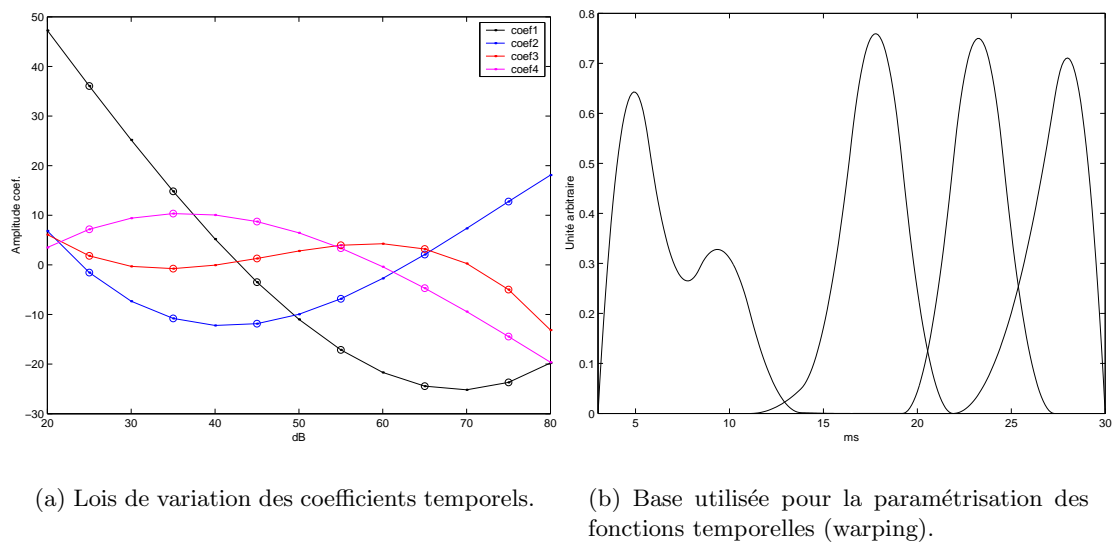 50
40
30
20
10
0
−10
−20
−30
20
30
40
50
60
70
80
dB
Amplitude coef.
coef1
coef2
coef3
coef4
0.8
0.7
0.6
0.5
0.4
0.3
0.2
0.1
0
5
10
15
20
25
30
ms
Unité arbitraire
(a) Lois de variation des coefficients temporels.
(b) Base utilisée pour la paramétrisation des
fonctions temporelles (warping).